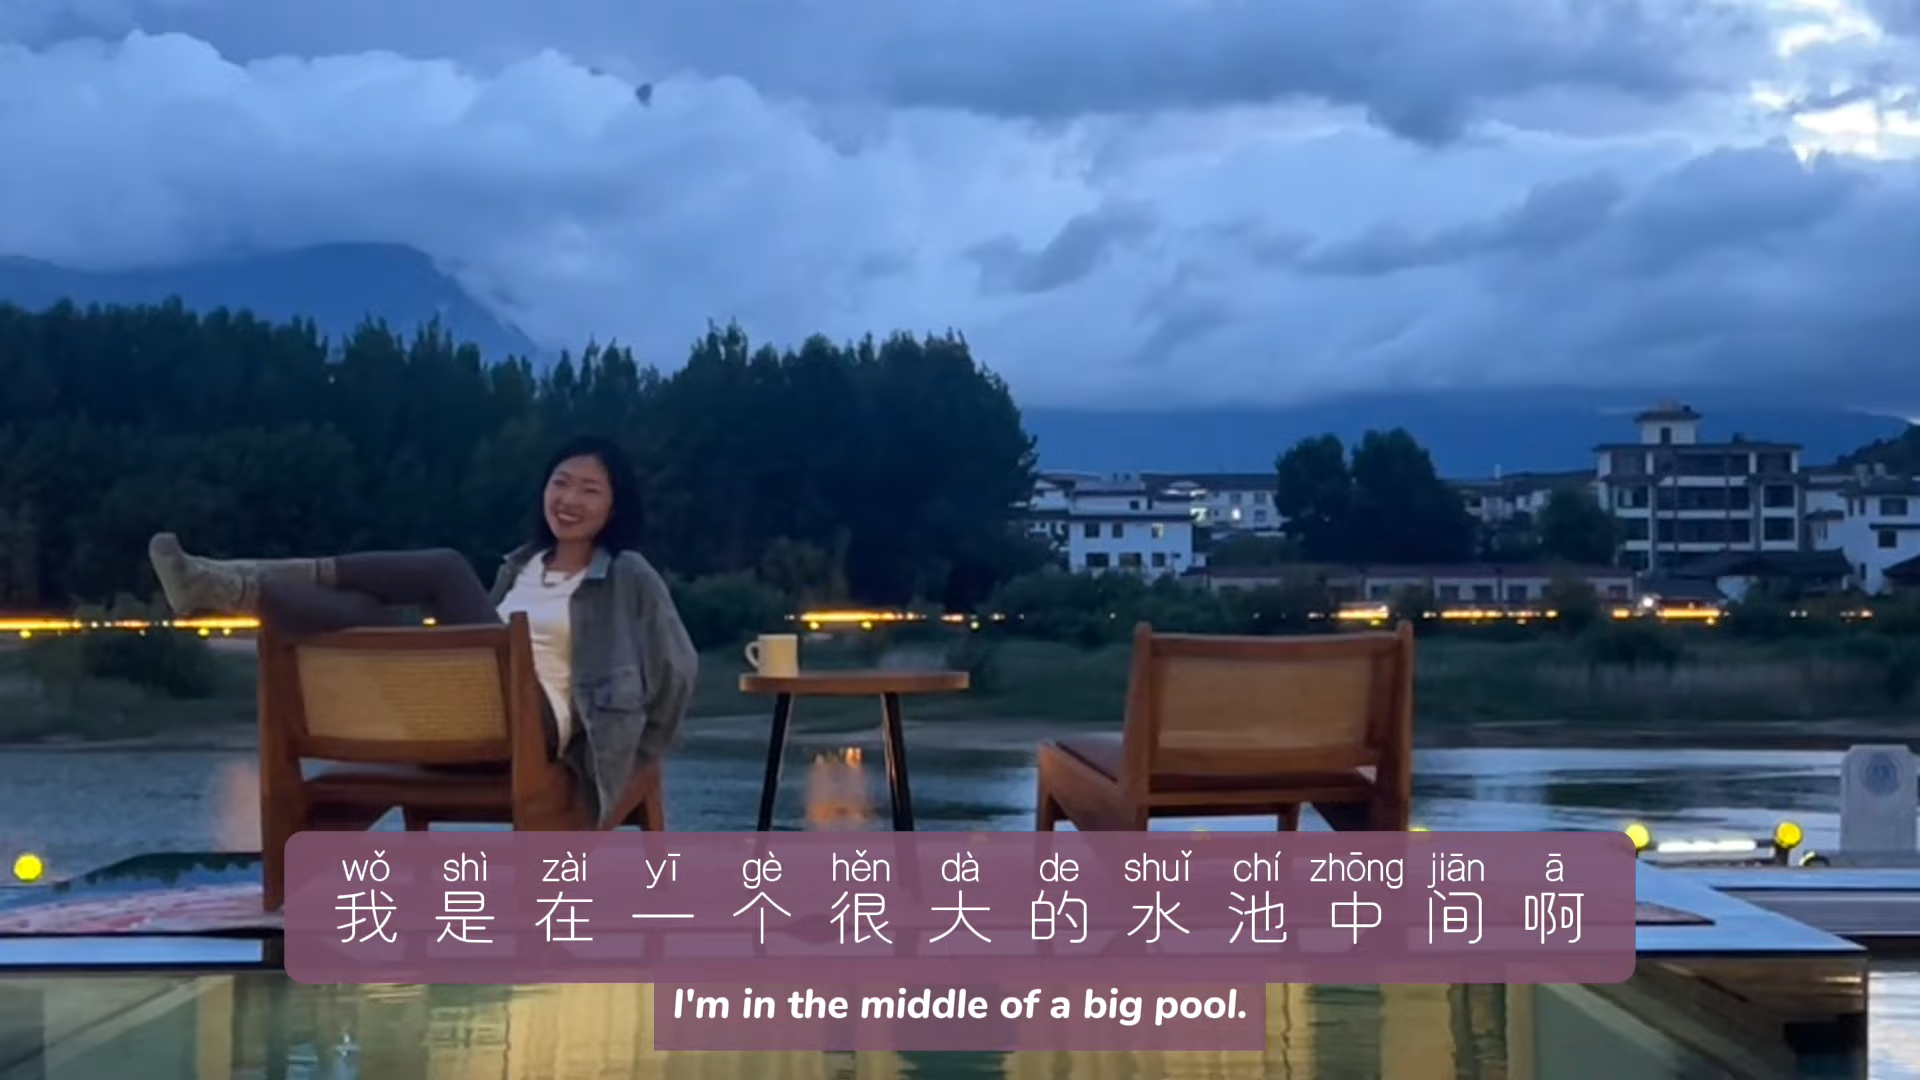 wǒ shì zài yī gè hěn dà de shuǐ chí zhōng jiān ā
我是在一个很大的水池中间啊
I'm in the middle of a big pool.